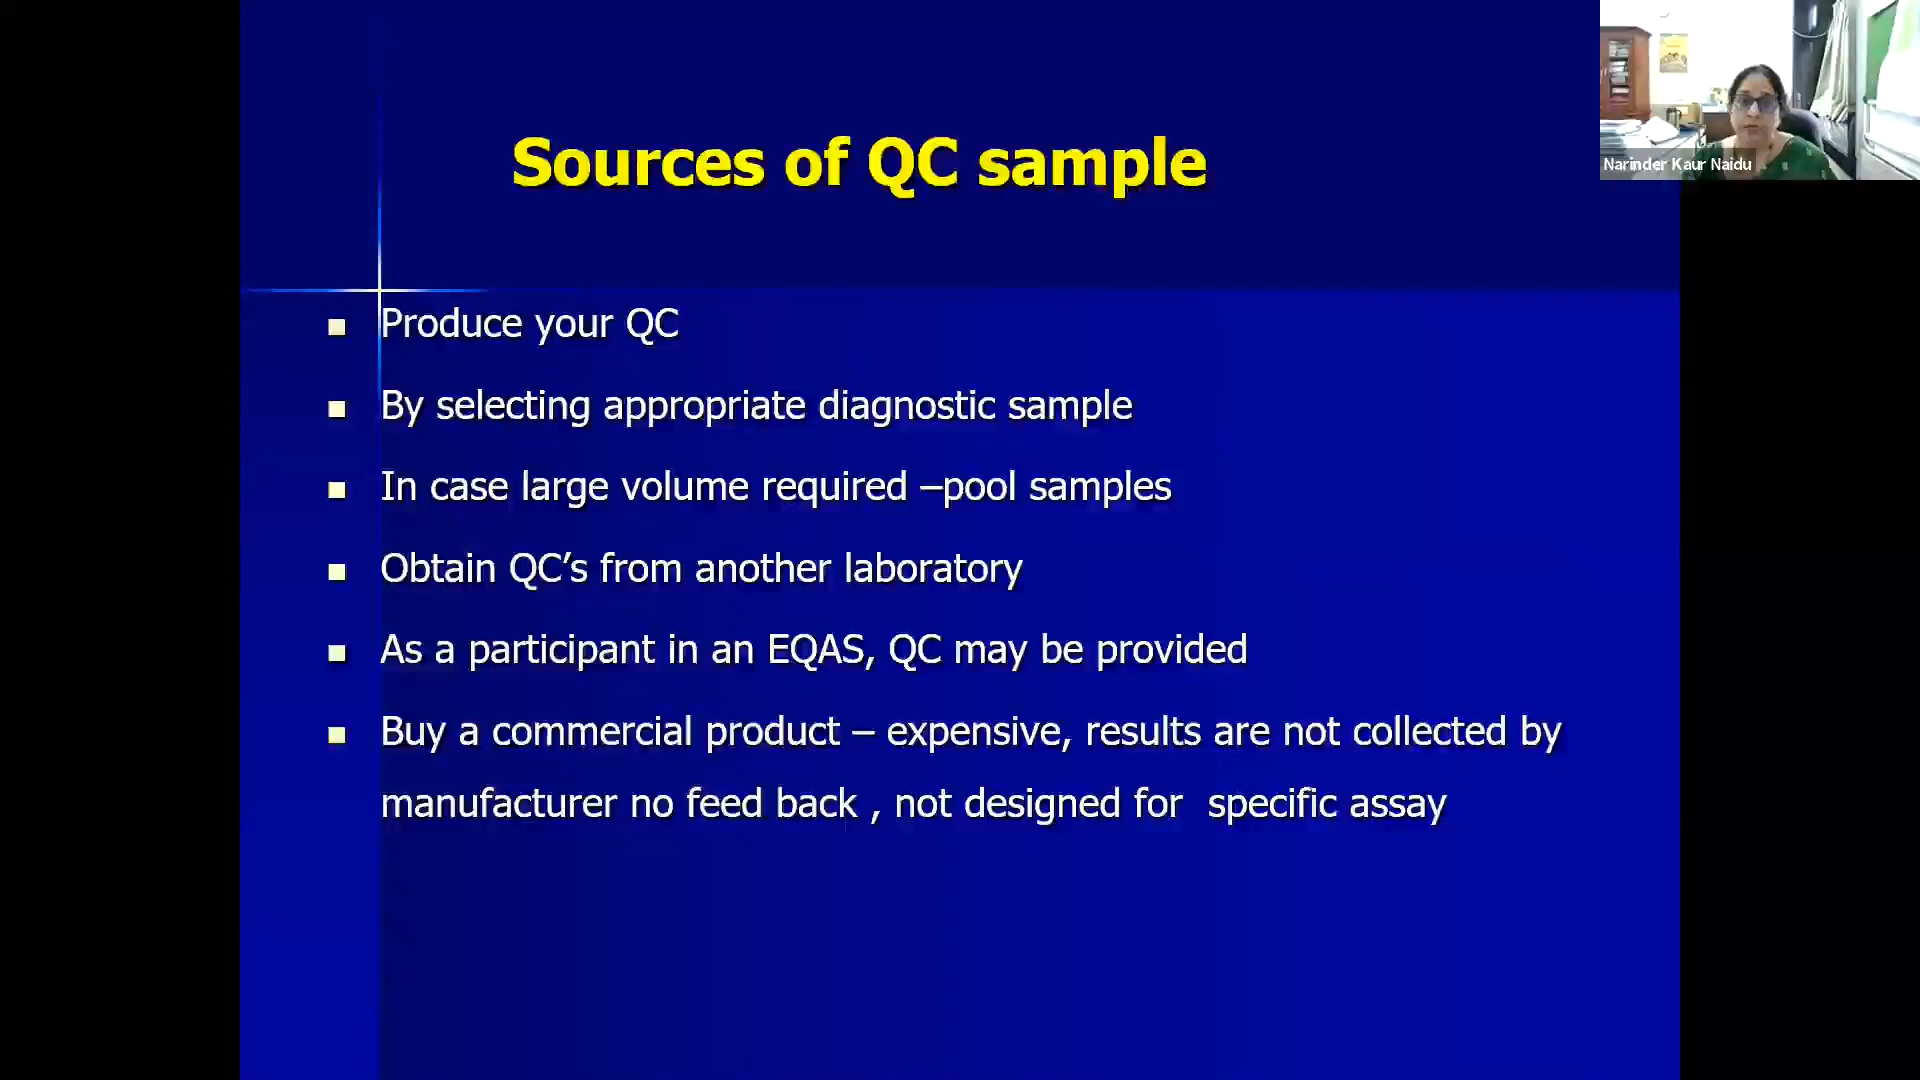 Sources of QC sample
Narinder Kaur Naidu
Produce your QC
By selecting appropriate diagnostic sample
In case large volume required –pool samples
Obtain QC’s from another laboratory
As a participant in an EQAS, QC may be provided
Buy a commercial product – expensive, results are not collected by
manufacturer no feed back , not designed for  specific assay